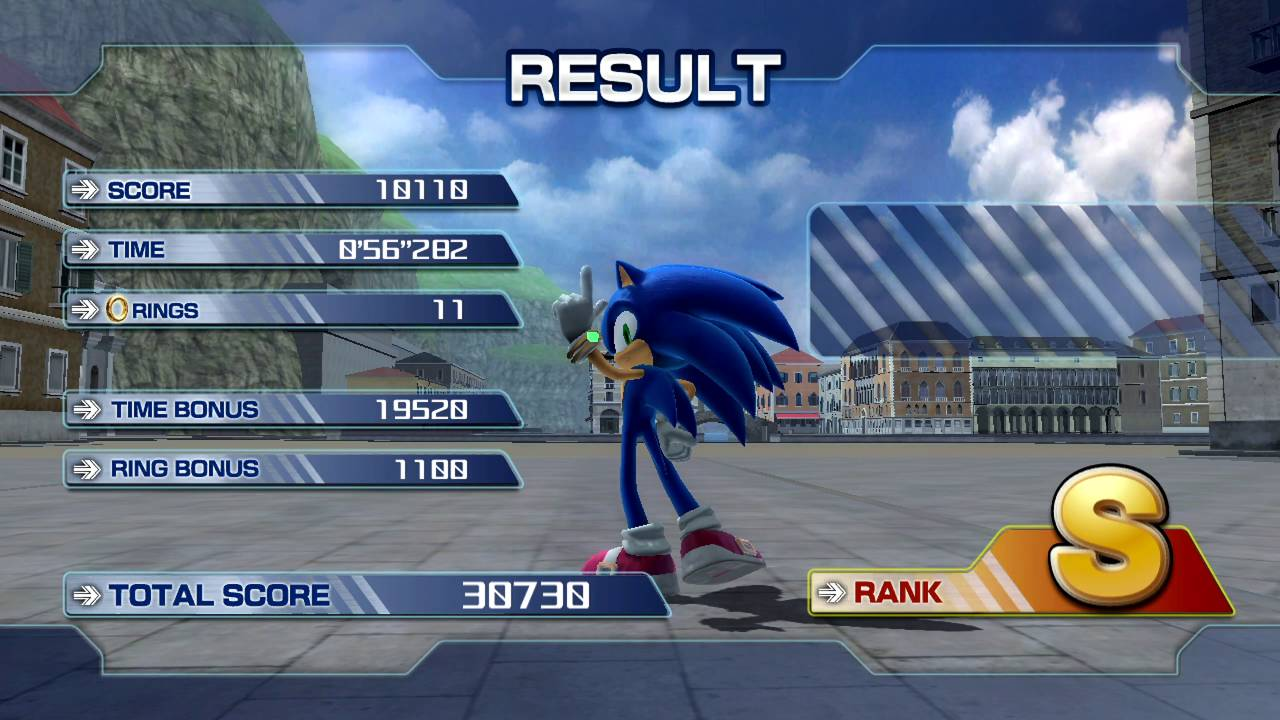 RESULT
SCORE 10110
TIME 0'56"282
RINGS 11
TIME BONUS 19520
RING BONUS 1100
TOTAL SCORE 30730
RANK S